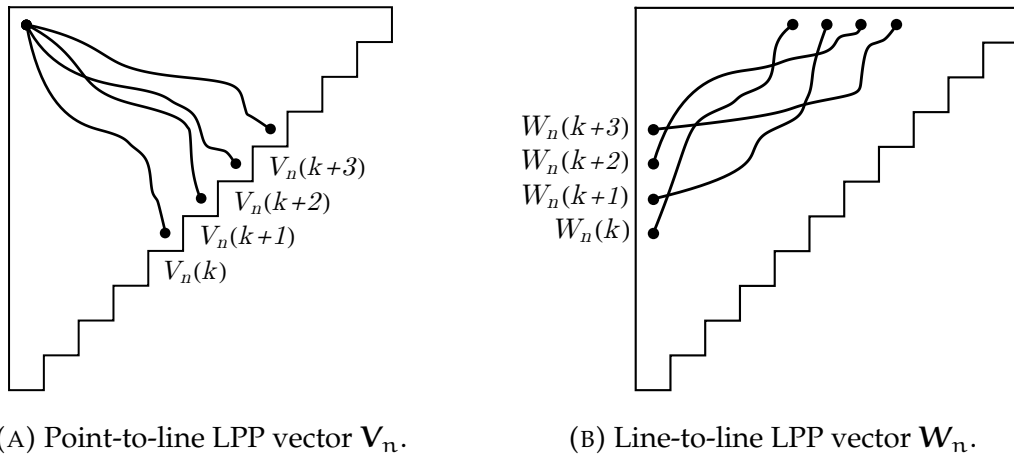 W_n(k+3)
W_n(k+2)
W_n(k+1)
W_n(k)
V_n(k+3)
V_n(k+2)
V_n(k+1)
V_n(k)
(A) Point-to-line LPP vector V_n.
(B) Line-to-line LPP vector W_n.